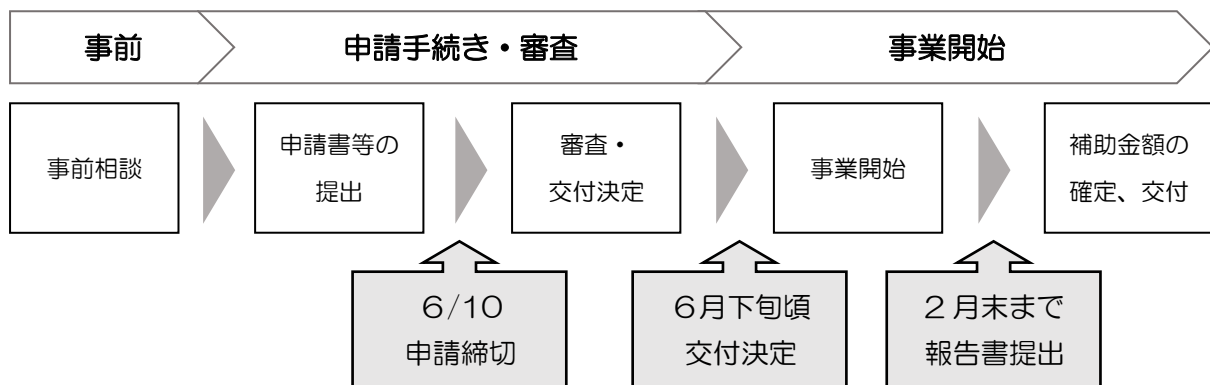 事前
申請手続き・審査
事業開始
事前相談
申請書等の
提出
審査・
交付決定
事業開始
補助金額の
確定、交付
6/10
申請締切
6月下旬頃
交付決定
2月末まで
報告書提出